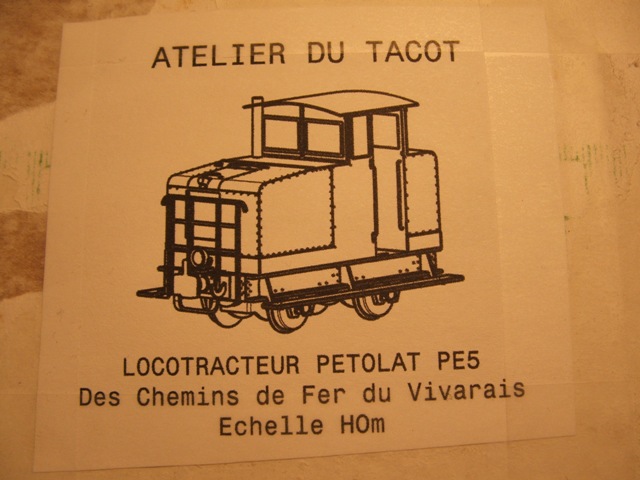 ATELIER DU TACOT
LOCOTRACTEUR PETOLAT PE5
Des Chemins de Fer du Vivarais
Echelle HOm